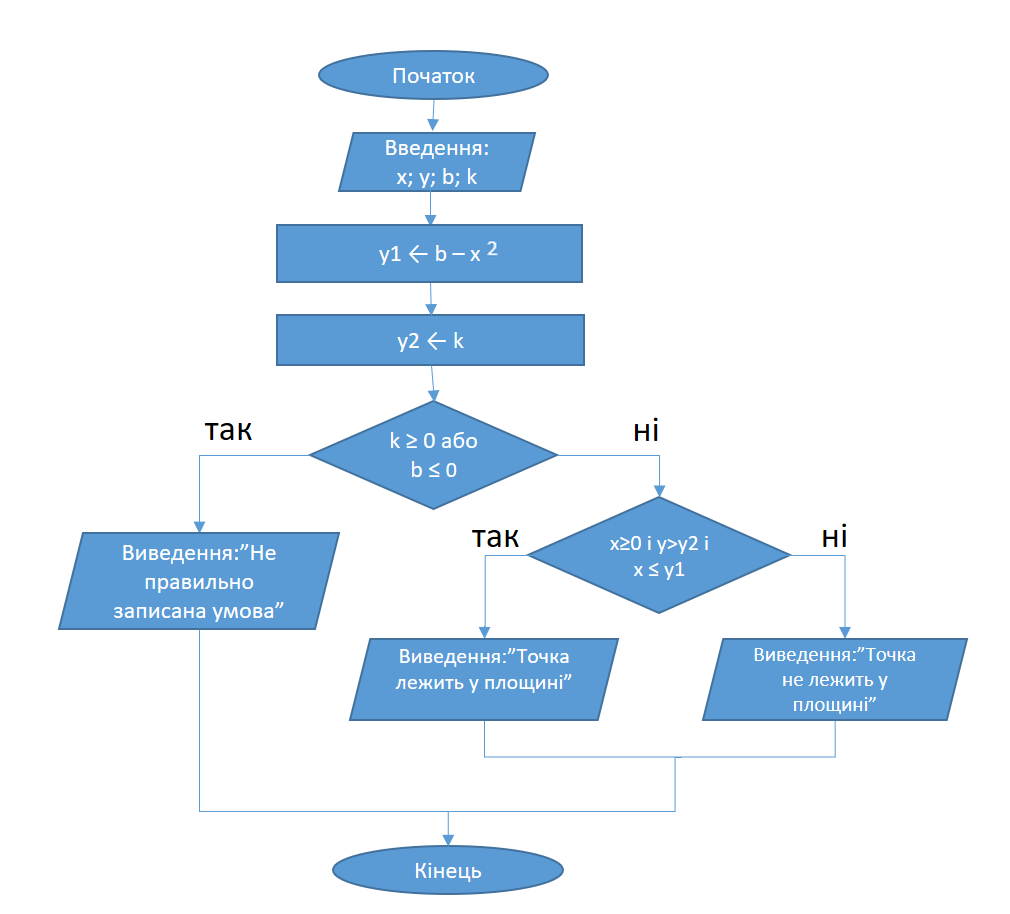 Початок
Введення:
x; y; b; k
y1 ← b – x ²
y2 ← k
так
ні
k ≥ 0 або
b ≤ 0
так
ні
x≥0 і y>y2 і
x ≤ y1
Виведення:”Не
правильно
записана умова”
Виведення:”Точка
лежить у площині”
Виведення:”Точка
не лежить у
площині”
Кінець